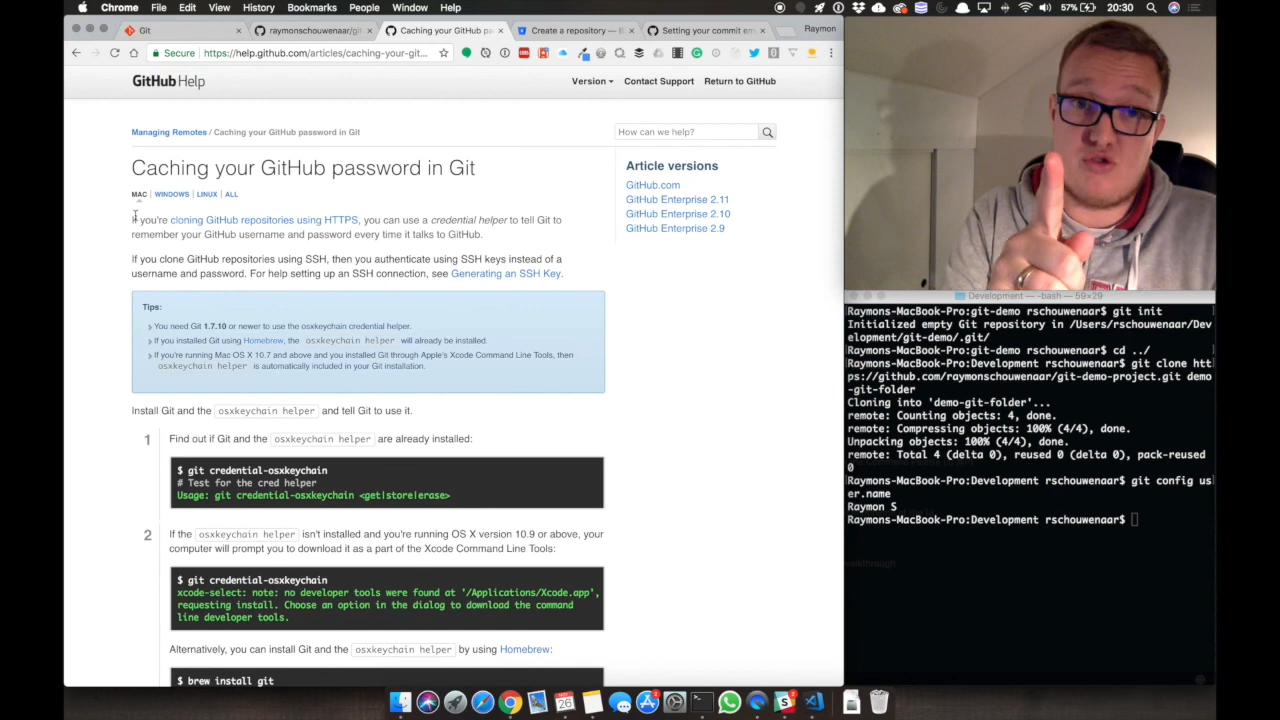 Chrome File Edit View History Bookmarks People Window Help
57% 20:30
Git
raymonschouwenaar/git
Caching your GitHub pa
Create a repository — B
Setting your commit em
Raymon
Secure https://help.github.com/articles/caching-your-git...
GitHub Help
Version Contact Support Return to GitHub
Managing Remotes / Caching your GitHub password in Git
How can we help?
Caching your GitHub password in Git
MAC | WINDOWS | LINUX | ALL
If you're cloning GitHub repositories using HTTPS, you can use a credential helper to tell Git to
remember your GitHub username and password every time it talks to GitHub.
If you clone GitHub repositories using SSH, then you authenticate using SSH keys instead of a
username and password. For help setting up an SSH connection, see Generating an SSH Key.
Tips:
You need Git 1.7.10 or newer to use the osxkeychain credential helper.
If you installed Git using Homebrew, the osxkeychain helper will already be installed.
If you're running Mac OS X 10.7 and above and you installed Git through Apple's Xcode Command Line Tools, then
osxkeychain helper is automatically included in your Git installation.
Install Git and the osxkeychain helper and tell Git to use it.
1 Find out if Git and the osxkeychain helper are already installed:
$ git credential-osxkeychain
# Test for the cred helper
Usage: git credential-osxkeychain <get|store|erase>
2 If the osxkeychain helper isn't installed and you're running OS X version 10.9 or above, your
computer will prompt you to download it as a part of the Xcode Command Line Tools:
$ git credential-osxkeychain
xcode-select: note: no developer tools were found at '/Applications/Xcode.app',
requesting install. Choose an option in the dialog to download the command
line developer tools.
Alternatively, you can install Git and the osxkeychain helper by using Homebrew:
$ brew install git
Article versions
GitHub.com
GitHub Enterprise 2.11
GitHub Enterprise 2.10
GitHub Enterprise 2.9
Development — -bash — 59×29
Raymons-MacBook-Pro:git-demo rschouwenaar$ git init
Initialized empty Git repository in /Users/rschouwenaar/Dev
elopment/git-demo/.git/
Raymons-MacBook-Pro:git-demo rschouwenaar$ cd ../
Raymons-MacBook-Pro:Development rschouwenaar$ git clone htt
ps://github.com/raymonschouwenaar/git-demo-project.git demo
-git-folder
Cloning into 'demo-git-folder'...
remote: Counting objects: 4, done.
remote: Compressing objects: 100% (4/4), done.
Unpacking objects: 100% (4/4), done.
remote: Total 4 (delta 0), reused 0 (delta 0), pack-reused
0
Raymons-MacBook-Pro:Development rschouwenaar$ git config us
er.name
Raymon S
Raymons-MacBook-Pro:Development rschouwenaar$